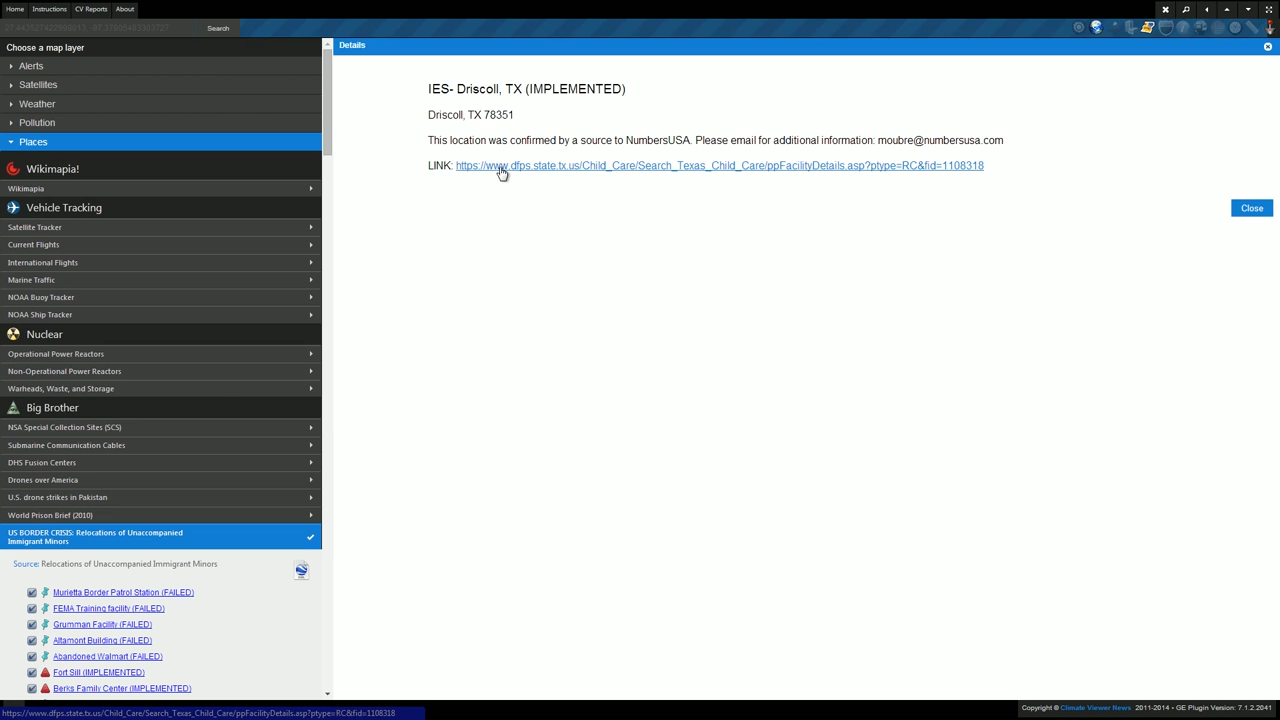 Home Instructions CV Reports About
Search
Choose a map layer
Alerts
Satellites
Weather
Pollution
Places
Wikimapia!
Wikimapia
Vehicle Tracking
Satellite Tracker
Current Flights
International Flights
Marine Traffic
NOAA Buoy Tracker
NOAA Ship Tracker
Nuclear
Operational Power Reactors
Non-Operational Power Reactors
Warheads, Waste, and Storage
Big Brother
NSA Special Collection Sites (SCS)
Submarine Communication Cables
DHS Fusion Centers
Drones over America
U.S. drone strikes in Pakistan
World Prison Brief (2010)
US BORDER CRISIS: Relocations of Unaccompanied
Immigrant Minors
Source: Relocations of Unaccompanied Immigrant Minors
Murietta Border Patrol Station (FAILED)
FEMA Training facility (FAILED)
Grumman Facility (FAILED)
Altamont Building (FAILED)
Abandoned Walmart (FAILED)
Fort Sill (IMPLEMENTED)
Berks Family Center (IMPLEMENTED)
Details
IES- Driscoll, TX (IMPLEMENTED)
Driscoll, TX 78351
This location was confirmed by a source to NumbersUSA. Please email for additional information: moubre@numbersusa.com
LINK: https://www.dfps.state.tx.us/Child_Care/Search_Texas_Child_Care/ppFacilityDetails.asp?ptype=RC&fid=1108318
Close
https://www.dfps.state.tx.us/Child_Care/Search_Texas_Child_Care/ppFacilityDetails.asp?ptype=RC&fid=1108318
Copyright © Climate Viewer News 2011-2014 • GE Plugin Version: 7.1.2.2041